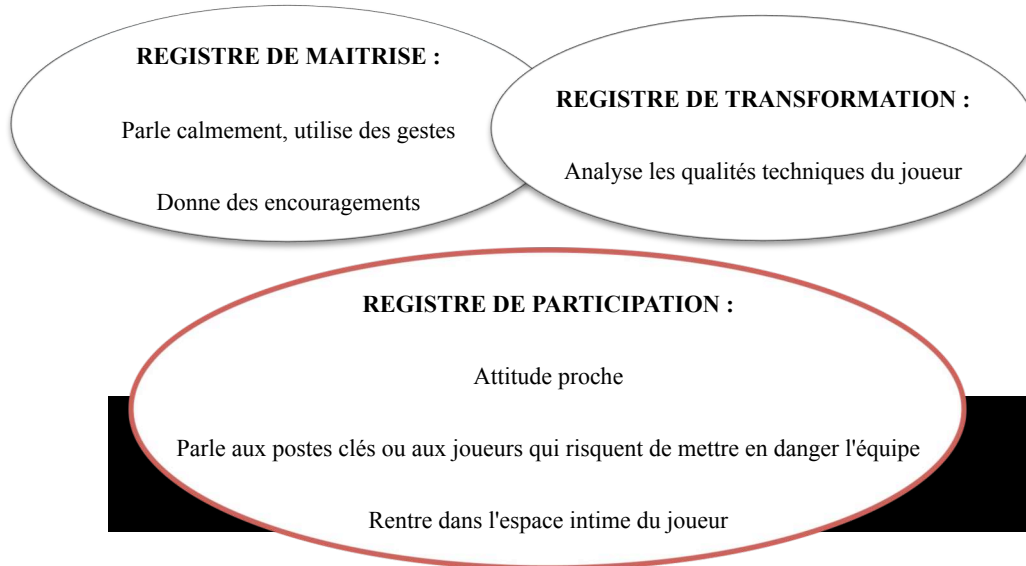 REGISTRE DE MAITRISE :
Parle calmement, utilise des gestes
Donne des encouragements
REGISTRE DE TRANSFORMATION :
Analyse les qualités techniques du joueur
REGISTRE DE PARTICIPATION :
Attitude proche
Parle aux postes clés ou aux joueurs qui risquent de mettre en danger l'équipe
Rentre dans l'espace intime du joueur